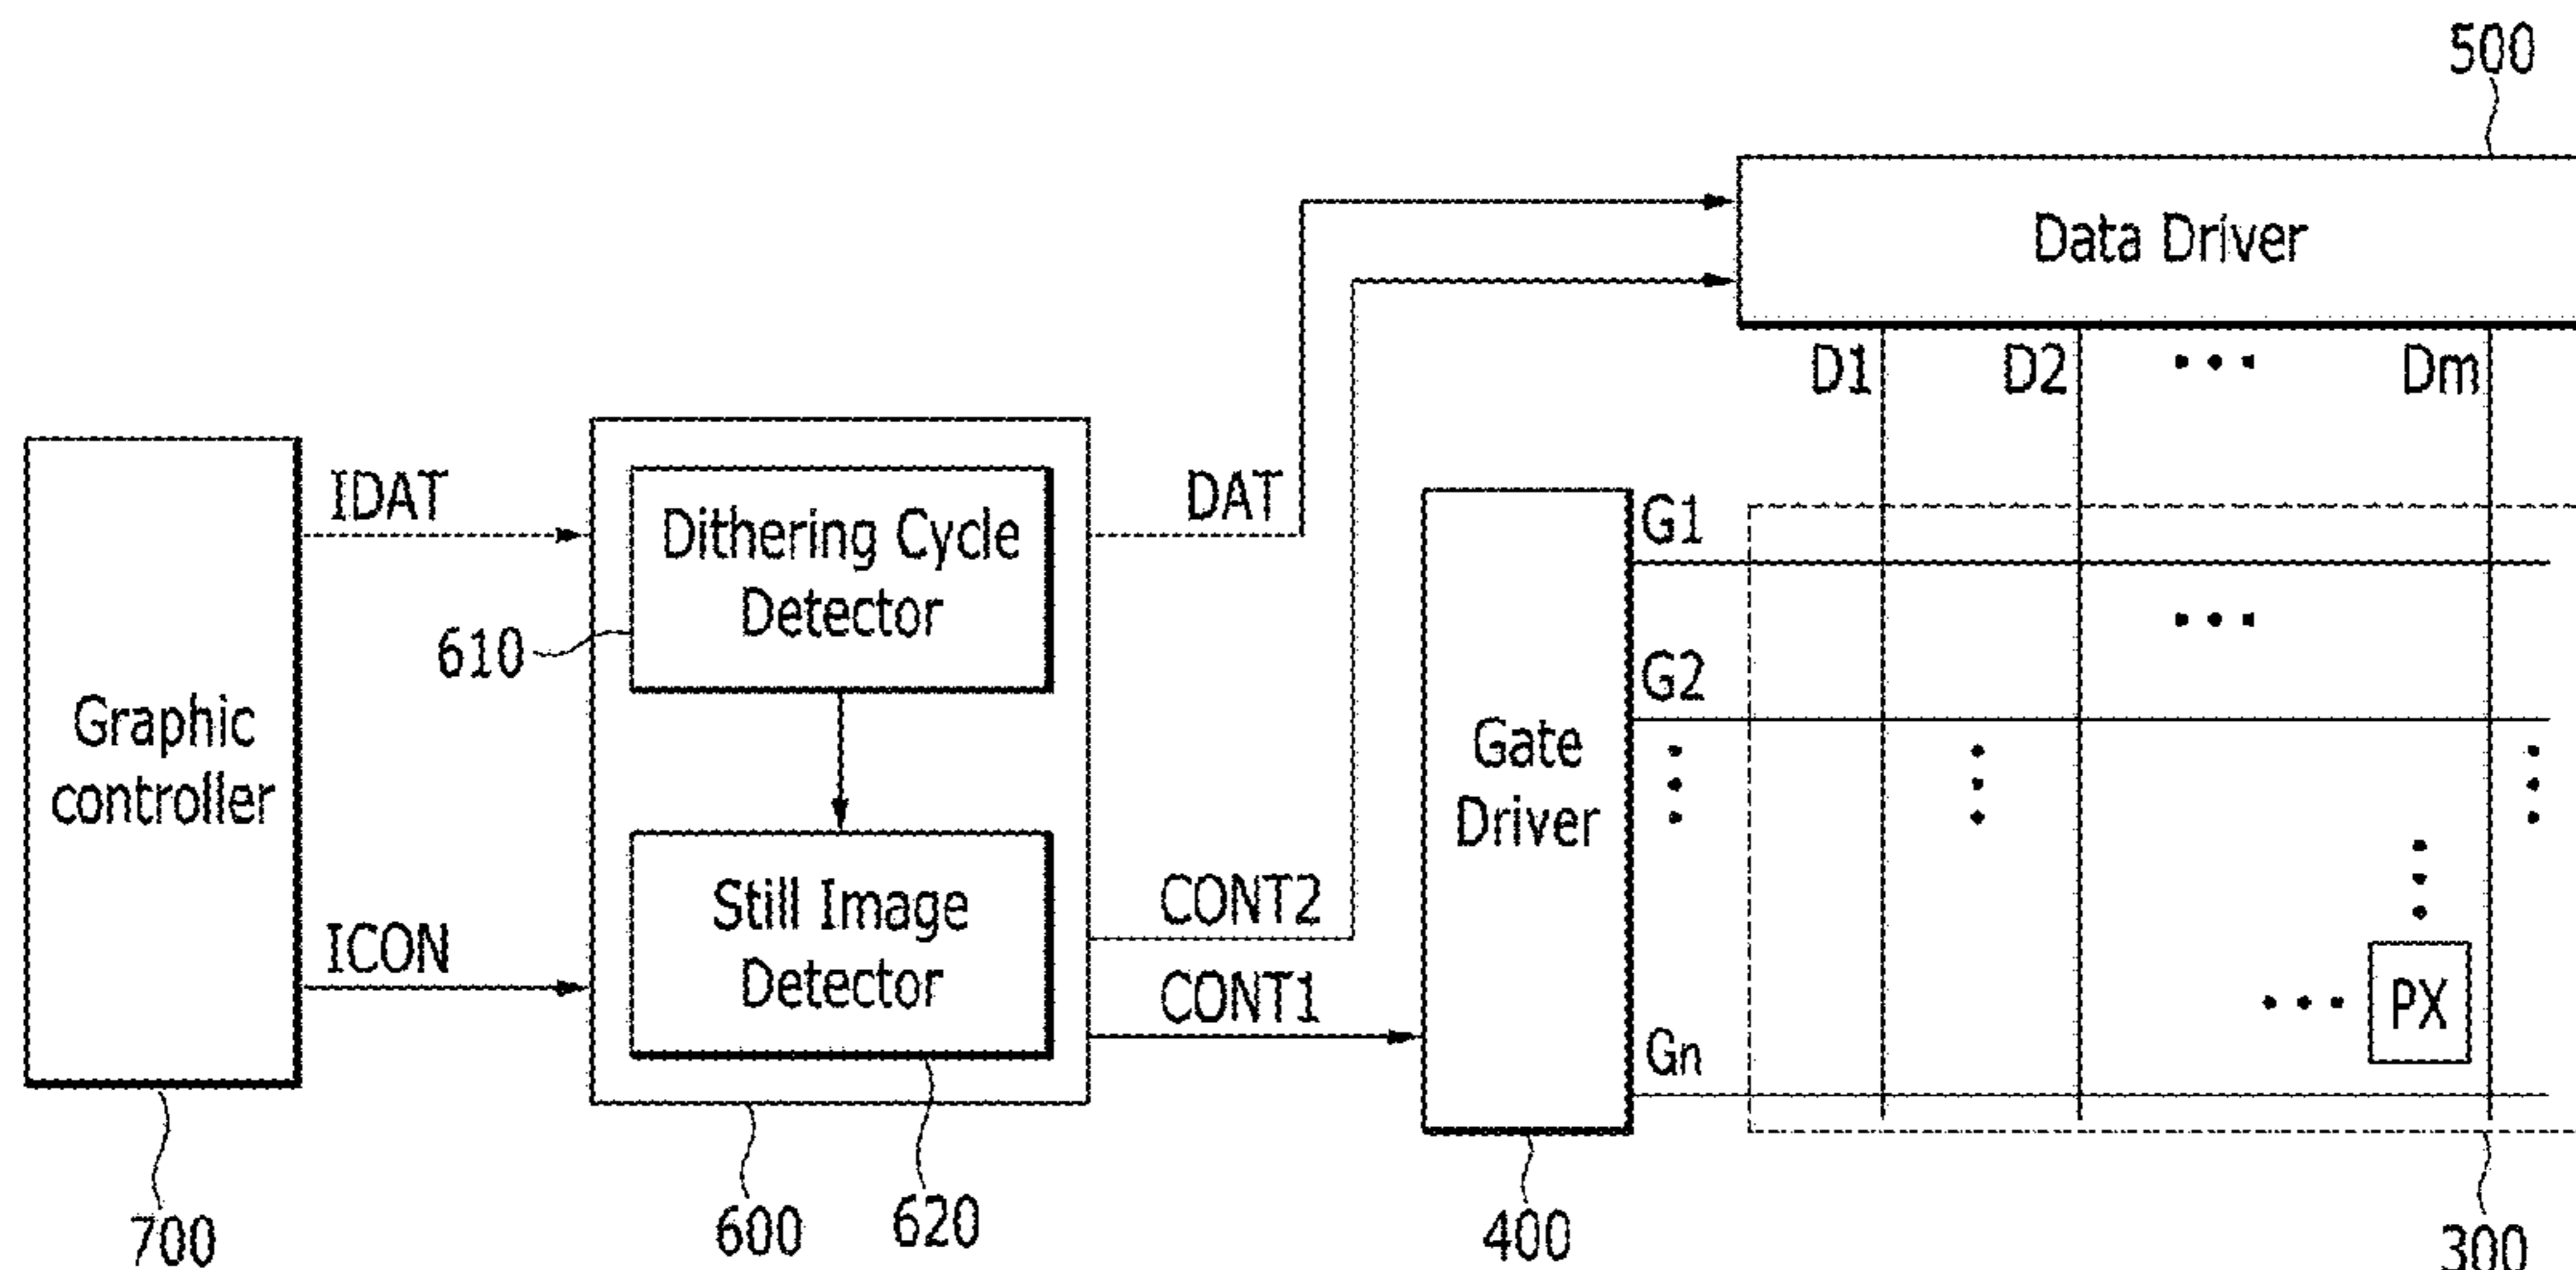 500
Data Driver
D1
D2
Dm
IDAT
Dithering Cycle
Detector
DAT
G1
610
G2
Graphic
controller
Gate
Driver
Still Image
Detector
CONT2
ICON
CONT1
PX
Gn
700
600
620
400
300